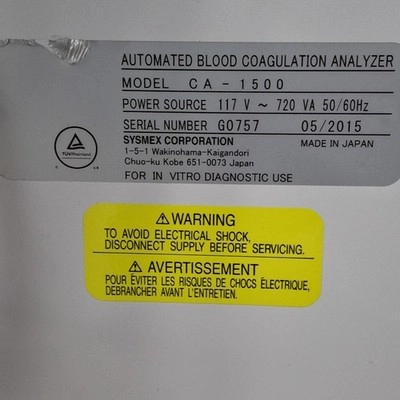 AUTOMATED BLOOD COAGULATION ANALYZER
MODEL CA-1500
POWER SOURCE 117 V ~ 720 VA 50/60Hz
SERIAL NUMBER G0757 05/2015
SYSMEX CORPORATION MADE IN JAPAN
1-5-1 Wakinohama-Kaigandori
Chuo-ku Kobe 651-0073 Japan
FOR IN VITRO DIAGNOSTIC USE
TÜVRheinland
⚠WARNING
TO AVOID ELECTRICAL SHOCK,
DISCONNECT SUPPLY BEFORE SERVICING.
⚠AVERTISSEMENT
POUR ÉVITER LES RISQUES DE CHOCS ÉLECTRIQUE,
DEBRANCHER AVANT L'ENTRETIEN.